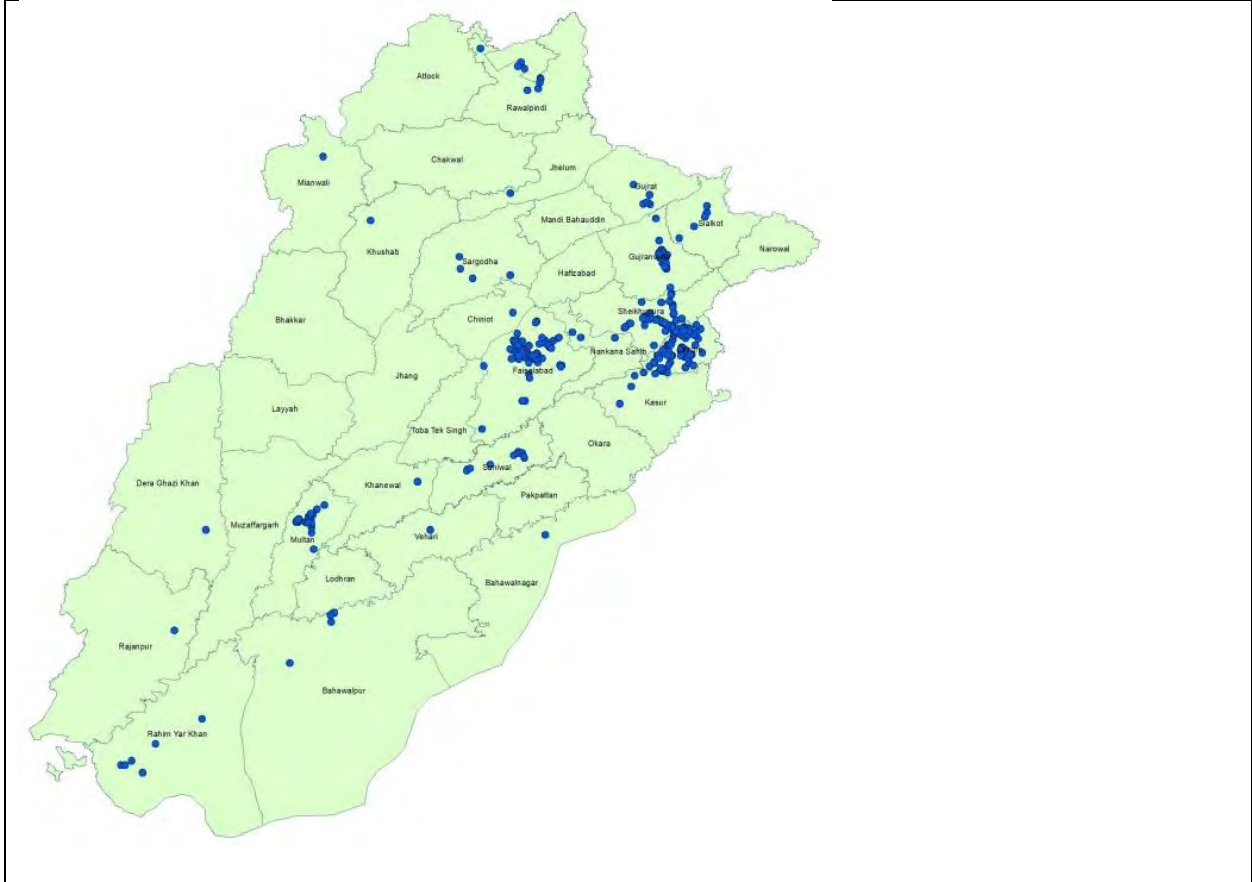 Attock
Rawalpindi
Chakwal
Jhelum
Mianwali
Gujrat
Mandi Bahauddin
Sialkot
Khushab
Narowal
Gujranwala
Sargodha
Hafizabad
Sheikhupura
Chiniot
Bhakkar
Nankana Sahib
Faisalabad
Jhang
Kasur
Layyah
Toba Tek Singh
Okara
Sahiwal
Dera Ghazi Khan
Khanewal
Pakpattan
Muzaffargarh
Vehari
Multan
Lodhran
Bahawalnagar
Rajanpur
Bahawalpur
Rahim Yar Khan